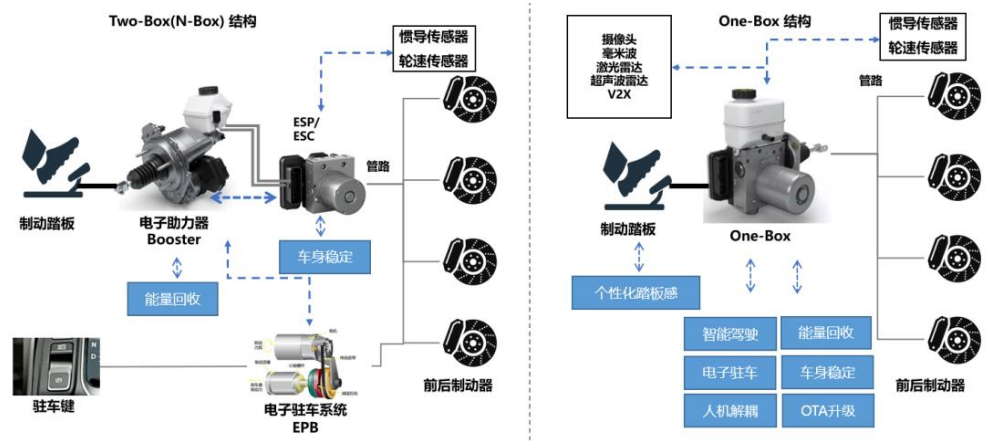 Two-Box(N-Box) 结构
惯导传感器
轮速传感器
ESP/
ESC
管路
制动踏板
电子助力器
Booster
车身稳定
能量回收
N
D
驻车键
电子驻车系统
EPB
前后制动器
One-Box 结构
摄像头
毫米波
激光雷达
超声波雷达
V2X
惯导传感器
轮速传感器
管路
制动踏板
One-Box
个性化踏板感
智能驾驶
能量回收
电子驻车
车身稳定
人机解耦
OTA升级
前后制动器